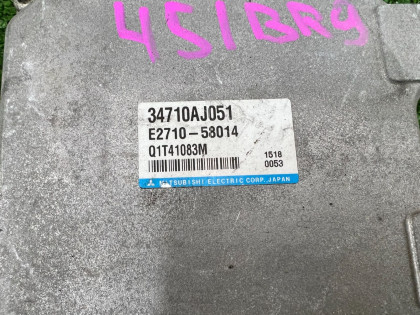 451BR9
34710AJ051
E2710-58014
Q1T41083M
1518
0053
MITSUBISHI ELECTRIC CORP. JAPAN